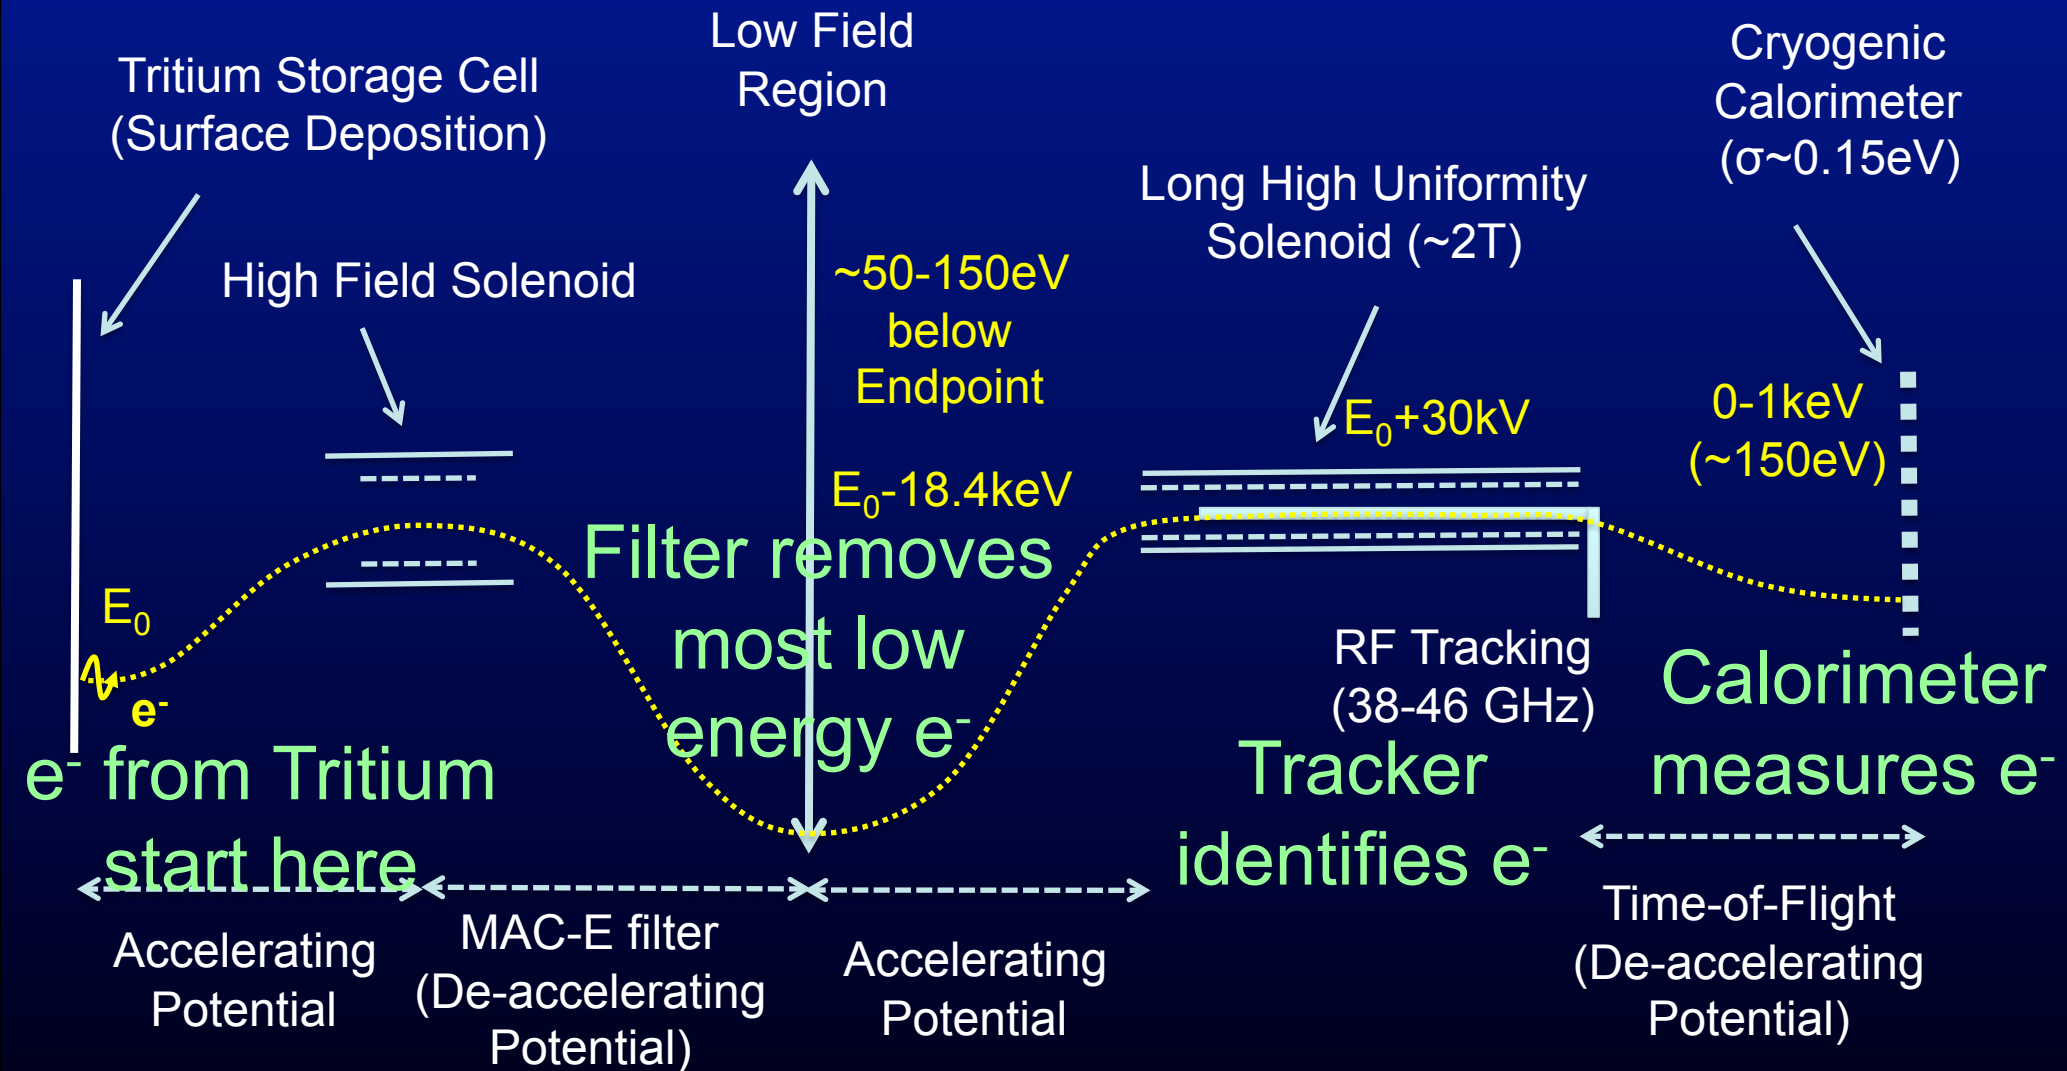 Tritium Storage Cell
(Surface Deposition)
High Field Solenoid
Low Field
Region
~50-150eV
below
Endpoint
E₀-18.4keV
Long High Uniformity
Solenoid (~2T)
E₀+30kV
Cryogenic
Calorimeter
(σ~0.15eV)
0-1keV
(~150eV)
E₀
e⁻
e⁻ from Tritium
start here
Filter removes
most low
energy e⁻
RF Tracking
(38-46 GHz)
Tracker
identifies e⁻
Calorimeter
measures e⁻
Accelerating
Potential
MAC-E filter
(De-accelerating
Potential)
Accelerating
Potential
Time-of-Flight
(De-accelerating
Potential)